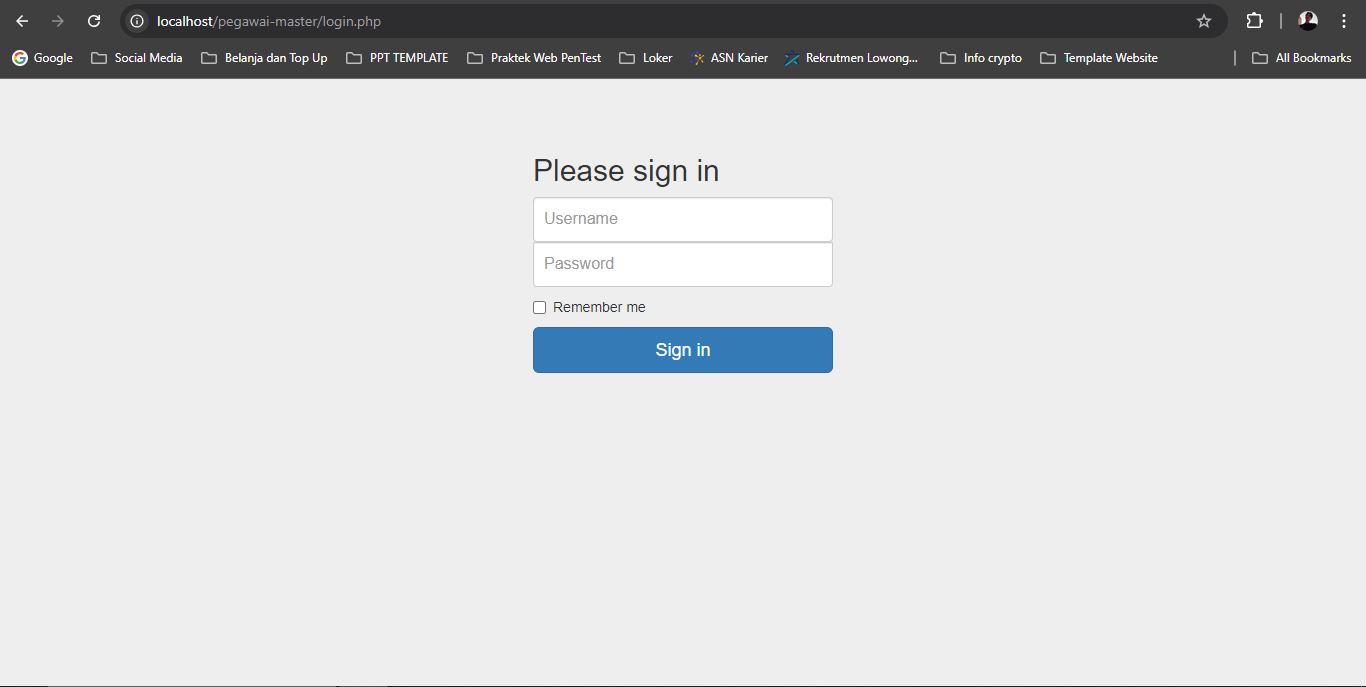 localhost/pegawai-master/login.php
Google Social Media Belanja dan Top Up PPT TEMPLATE Praktek Web PenTest Loker ASN Karier Rekrutmen Lowong... Info crypto Template Website All Bookmarks
Please sign in
Username
Password
Remember me
Sign in